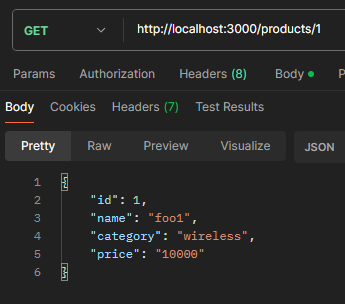 GET http://localhost:3000/products/1
Params Authorization Headers (8) Body P
Body Cookies Headers (7) Test Results
Pretty Raw Preview Visualize JSON
1 {
2 "id": 1,
3 "name": "foo1",
4 "category": "wireless",
5 "price": "10000"
6 }